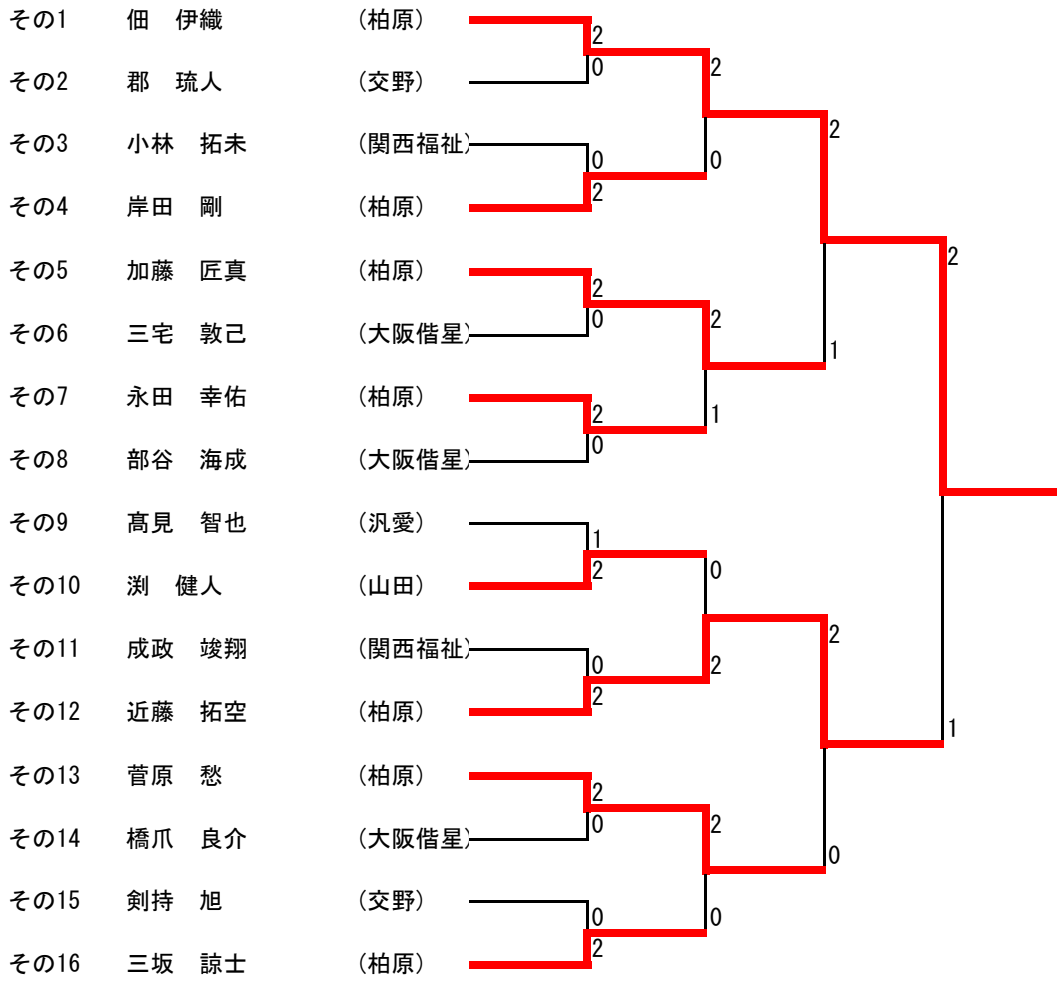 その1 佃 伊織 (柏原)
2
0
2
その2 郡 琉人 (交野)
2
その3 小林 拓未 (関西福祉)
0
0
2
その4 岸田 剛 (柏原)
2
その5 加藤 匠真 (柏原)
2
0
2
その6 三宅 敦己 (大阪偕星)
1
その7 永田 幸佑 (柏原)
2
0
1
その8 部谷 海成 (大阪偕星)
その9 髙見 智也 (汎愛)
1
2
0
その10 渕 健人 (山田)
2
その11 成政 竣翔 (関西福祉)
0
2
2
その12 近藤 拓空 (柏原)
1
その13 菅原 愁 (柏原)
2
0
2
その14 橋爪 良介 (大阪偕星)
0
その15 剣持 旭 (交野)
0
2
0
その16 三坂 諒士 (柏原)